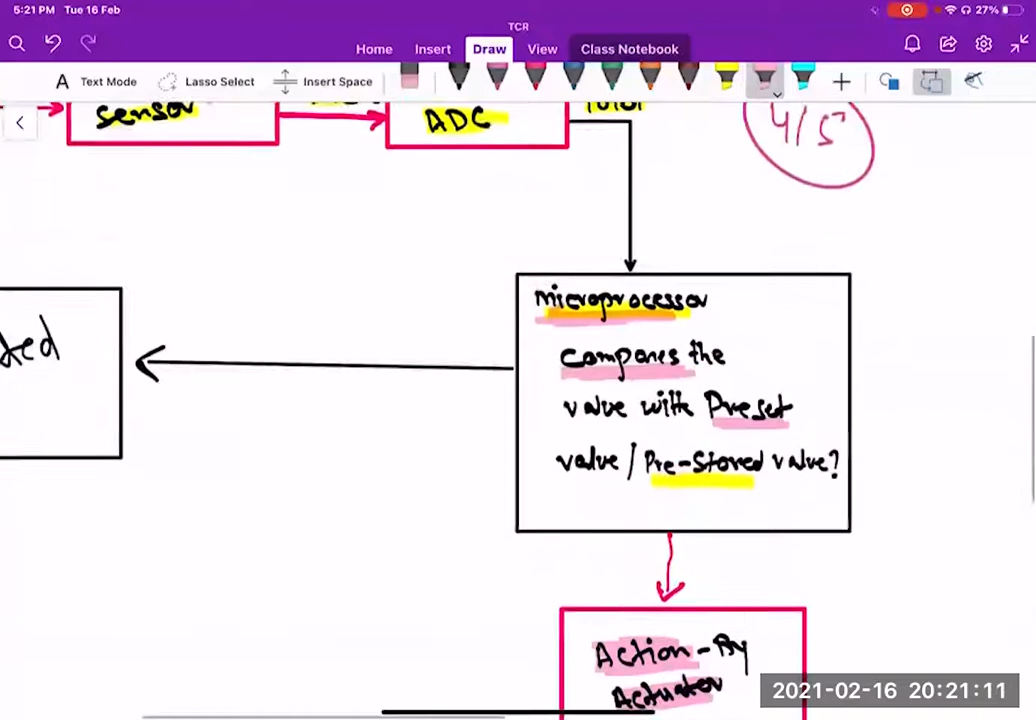 5:21 PM Tue 16 Feb
27%
TCR
Home Insert Draw View Class Notebook
A Text Mode Lasso Select Insert Space
sensor
ADC
4/5
microprocessor
Compares the
value with Preset
value / Pre-Stored value?
Action - By
Actuator
2021-02-16 20:21:11